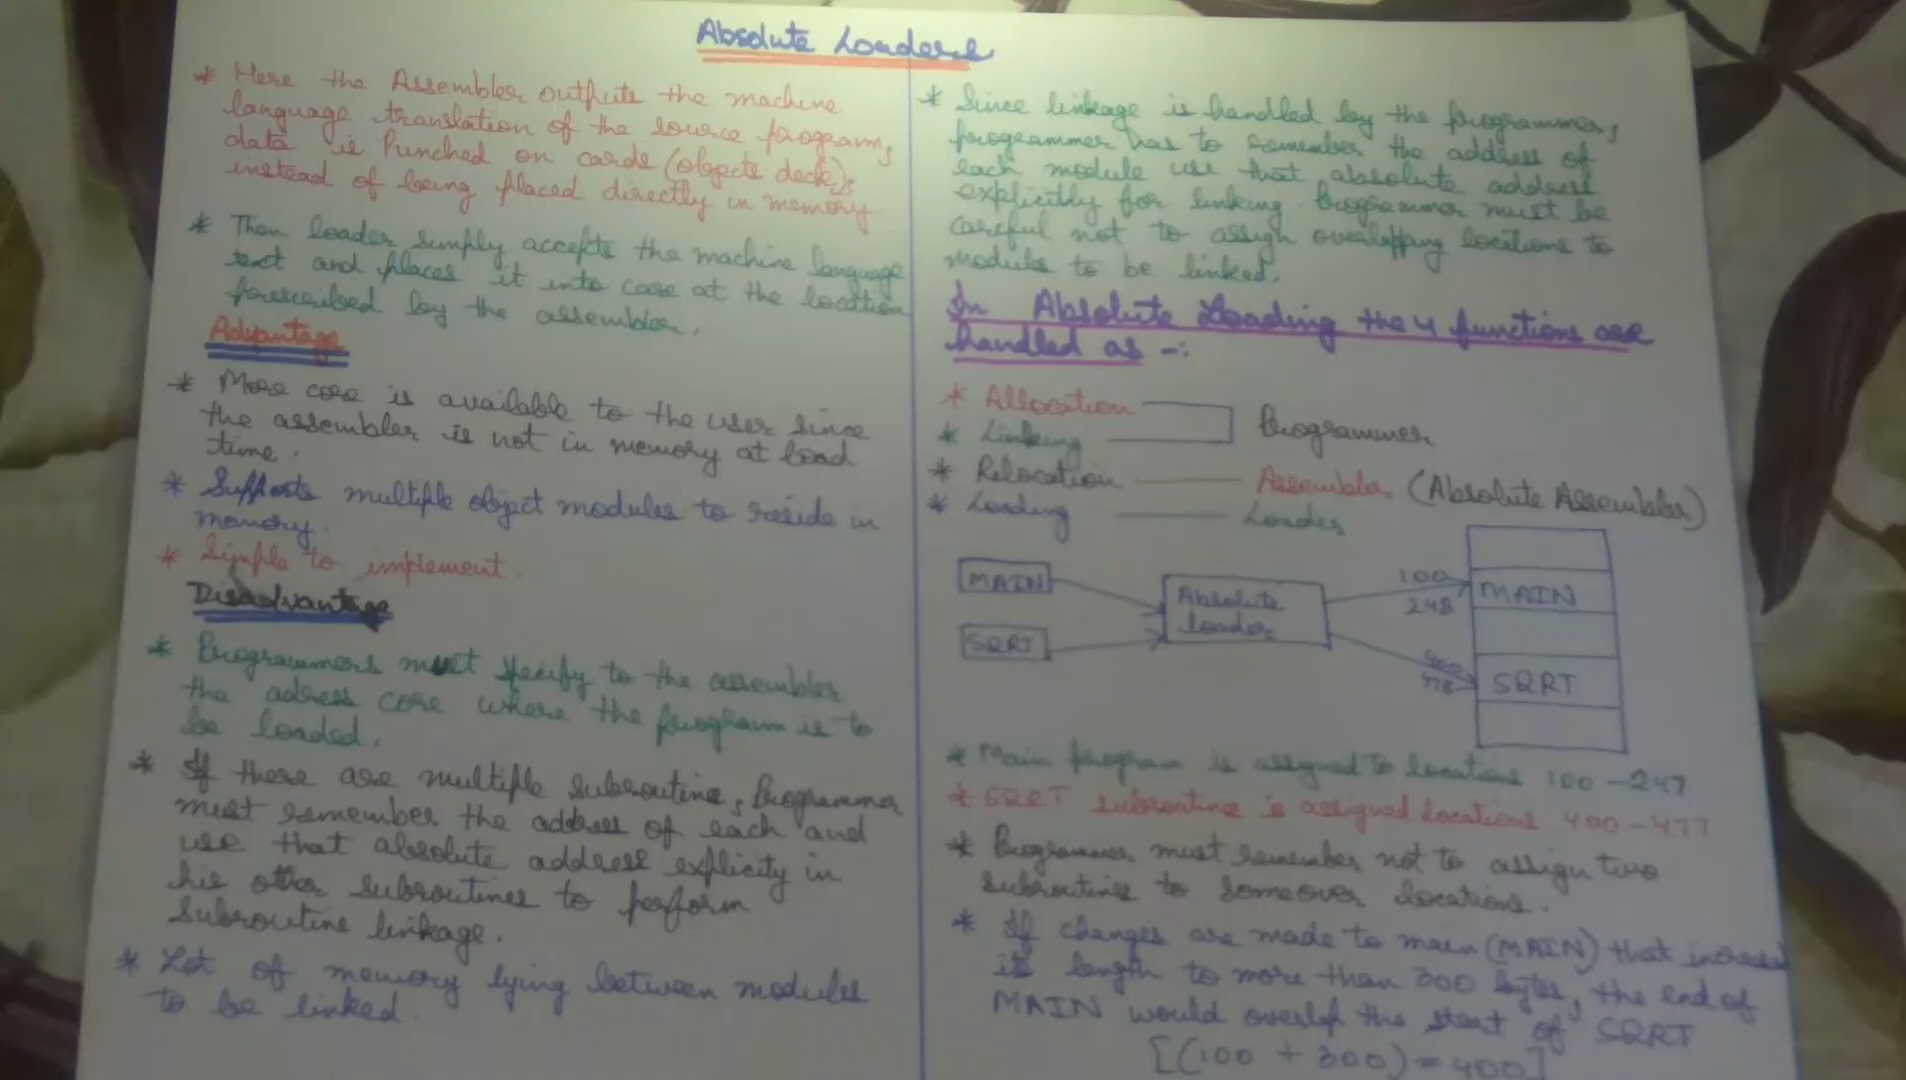 Absolute Loaders
* Here the Assembler outputs the machine
language translation of the source program,
data is Punched on cards (objects deck),
instead of being placed directly in memory
* Then loader simply accepts the machine language
text and places it into core at the location
prescribed by the assembler.
Advantage
* More core is available to the user since
the assembler is not in memory at load
time.
* Supports multiple object modules to reside in
memory.
* Simple to implement.
Disadvantage
* Programmers must specify to the assembler
the adress core where the program is to
be loaded.
* If there are multiple subroutine, Programmer
must remember the address of each and
use that absolute address explicity in
his other subroutines to perform
Subroutine linkage.
* Lot of memory lying between modules
to be linked.
* Since linkage is handled by the programmer,
programmer has to remember the address of
each module use that absolute address
explicitly for linking Programmer must be
careful not to assign overlapping locations to
modules to be linked.
In Absolute Loading the 4 functions are
handled as -:
* Allocation
* Linking
Programmer
* Relocation Assembler (Absolute Assembler)
* Loading Loader
MAIN
SQRT
Absolute
loader
100
248
MAIN
400
478
SQRT
* Main program is assigned to locations 100-247
* SQRT subroutine is assigned locations 400-477
* Programmer must remember not to assign two
subroutines to someover locations.
* If changes are made to main (MAIN) that
its length to more than 300 bytes, the end of
MAIN would overlap the start of SQRT
[(100 + 300) = 400]